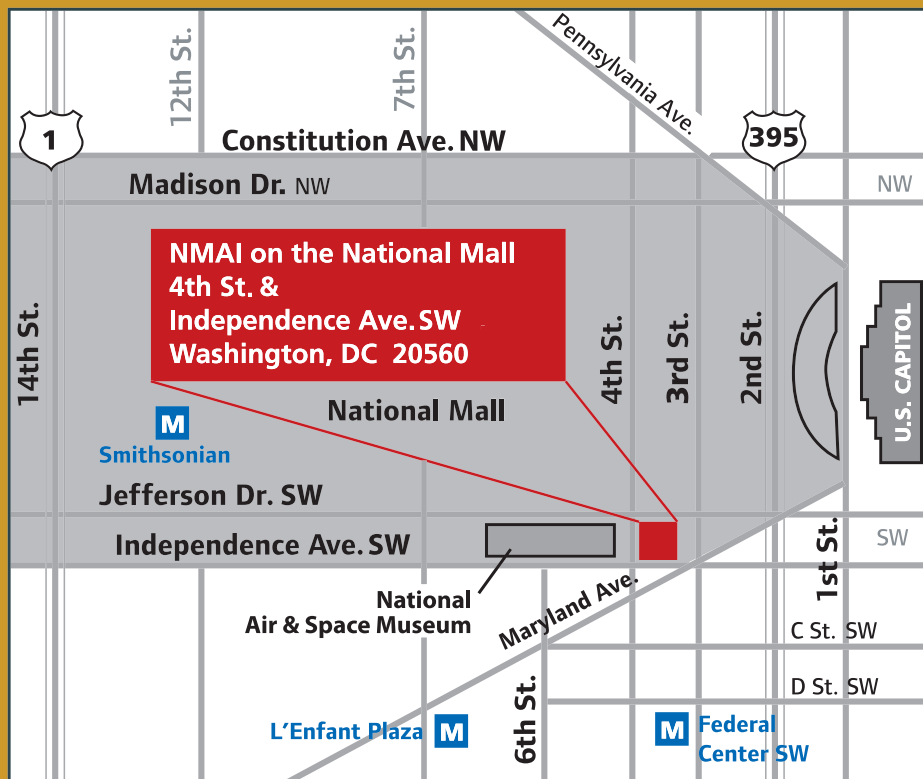 12th St.
7th St.
Pennsylvania Ave.
1
Constitution Ave. NW
395
Madison Dr. NW
NW
NMAI on the National Mall
4th St. &
Independence Ave. SW
Washington, DC 20560
14th St.
4th St.
3rd St.
2nd St.
U.S. CAPITOL
National Mall
M
Smithsonian
Jefferson Dr. SW
Independence Ave. SW
SW
1st St.
National
Air & Space Museum
Maryland Ave.
C St. SW
D St. SW
6th St.
L'Enfant Plaza M
M Federal
Center SW